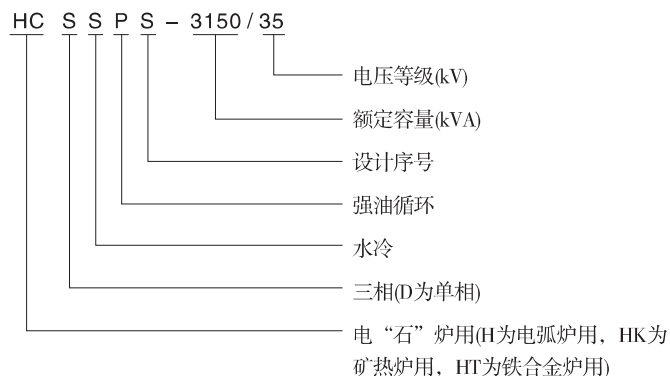 HC S S P S – 3150 / 35
电压等级(kV)
额定容量(kVA)
设计序号
强油循环
水冷
三相(D为单相)
电“石”炉用(H为电弧炉用，HK为
矿热炉用，HT为铁合金炉用)